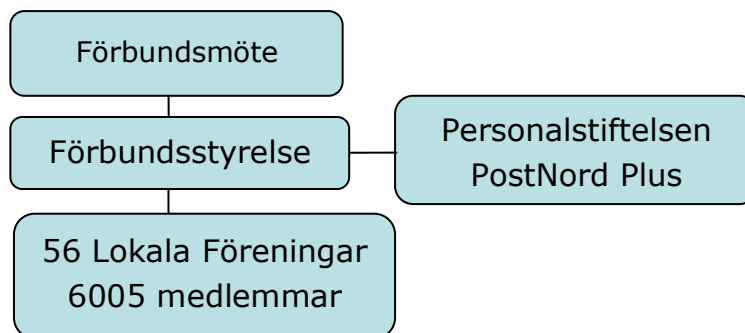 Förbundsmöte
Förbundsstyrelse
Personalstiftelsen
PostNord Plus
56 Lokala Föreningar
6005 medlemmar